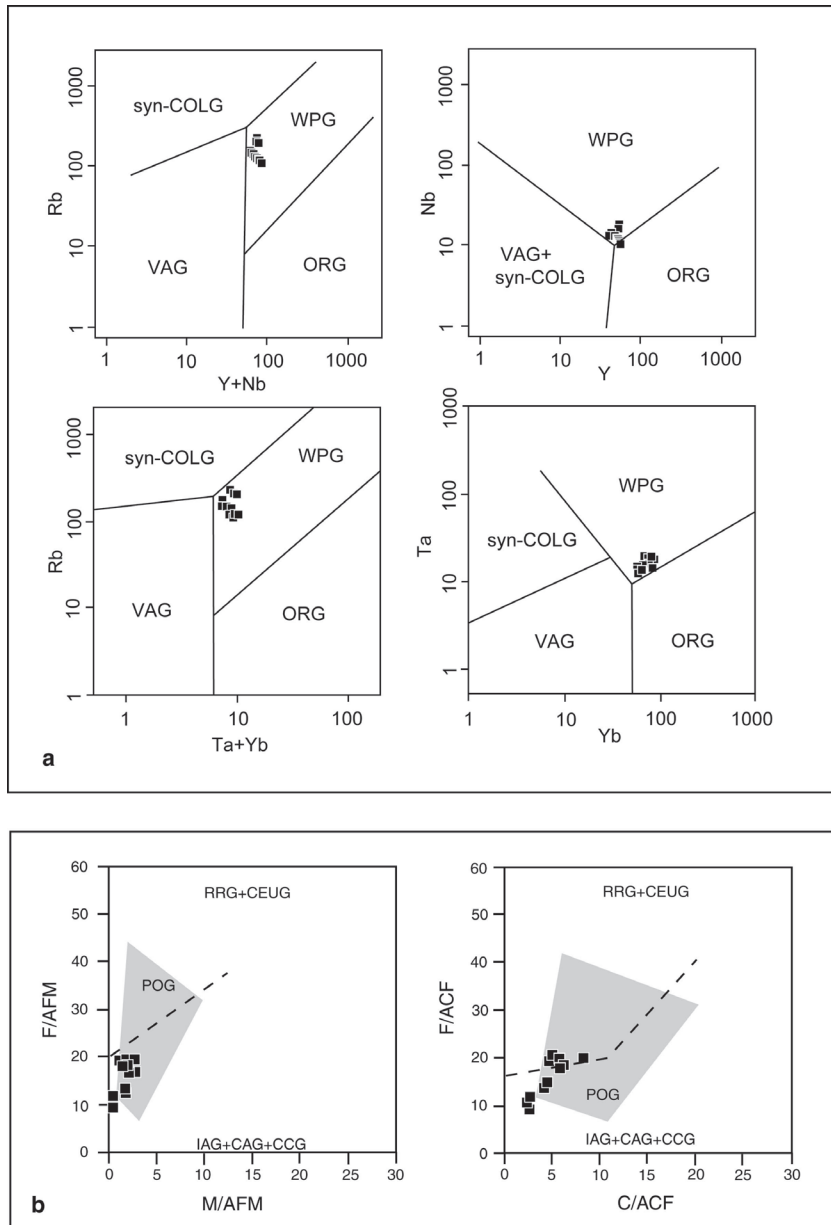 1000
100
10
1
Rb
syn-COLG
WPG
VAG
ORG
1
10
100
1000
Y+Nb
1000
100
10
1
Nb
WPG
VAG+
syn-COLG
ORG
1
10
100
1000
Y
1000
100
10
1
Rb
syn-COLG
WPG
VAG
ORG
1
10
100
Ta+Yb
1000
100
10
1
Ta
WPG
syn-COLG
VAG
ORG
1
10
100
1000
Yb
a
60
50
40
30
20
10
0
F/AFM
RRG+CEUG
POG
IAG+CAG+CCG
0
5
10
15
20
25
30
M/AFM
60
50
40
30
20
10
0
F/ACF
RRG+CEUG
POG
IAG+CAG+CCG
0
5
10
15
20
25
30
C/ACF
b